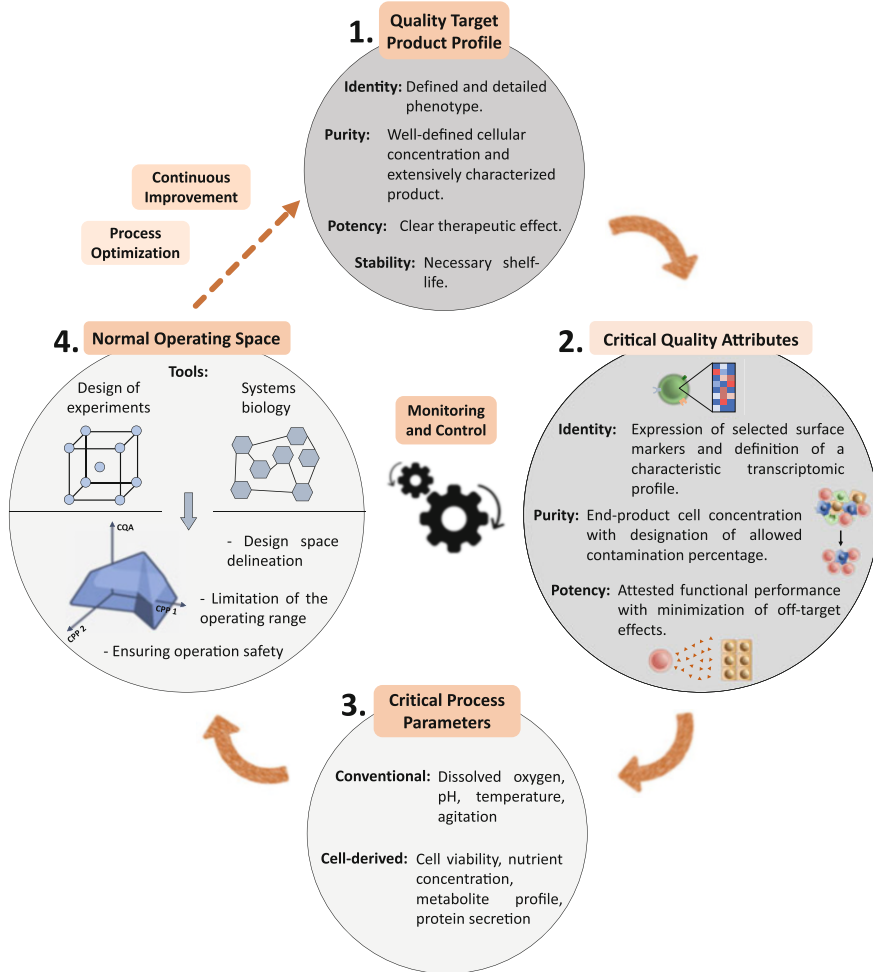 1.
Quality Target
Product Profile
Identity: Defined and detailed
phenotype.
Purity: Well-defined cellular
concentration and
extensively characterized
product.
Potency: Clear therapeutic effect.
Stability: Necessary shelf-
life.
Continuous
Improvement
Process
Optimization
2. Critical Quality Attributes
Identity: Expression of selected surface
markers and definition of a
characteristic transcriptomic
profile.
Purity: End-product cell concentration
with designation of allowed
contamination percentage.
Potency: Attested functional performance
with minimization of off-target
effects.
Monitoring
and Control
3.
Critical Process
Parameters
Conventional: Dissolved oxygen,
pH, temperature,
agitation
Cell-derived: Cell viability, nutrient
concentration,
metabolite profile,
protein secretion
4. Normal Operating Space
Tools:
Design of
experiments
Systems
biology
CQA
CPP 1
CPP 2
- Design space
delineation
- Limitation of the
operating range
- Ensuring operation safety